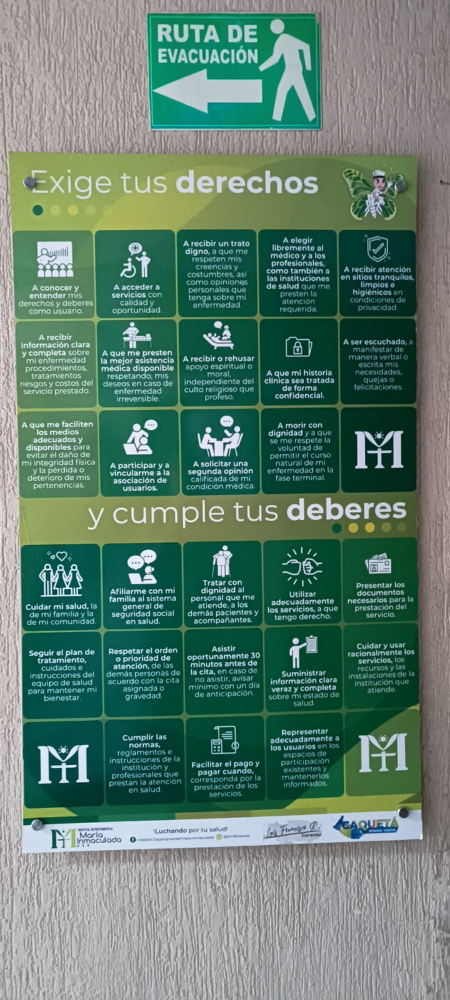 RUTA DE
EVACUACIÓN
Exige tus derechos
A conocer y
entender mis
derechos y deberes
como usuario.
A acceder a
servicios con
calidad y
oportunidad.
A recibir un trato
digno, a que me
respeten mis
creencias y
costumbres, así
como opiniones
personales que
tenga sobre mi
enfermedad.
A elegir
libremente al
médico y a los
profesionales,
como también a
las instituciones
de salud que me
presten la
atención
requerida.
A recibir atención
en sitios tranquilos,
limpios e
higiénicos en
condiciones de
privacidad.
A recibir
información clara
y completa sobre
mi enfermedad
procedimientos,
tratamientos
riesgos y costos del
servicio prestado.
A que me presten
la mejor asistencia
médica disponible
respetando, mis
deseos en caso de
enfermedad
irreversible.
A recibir o rehusar
apoyo espiritual o
moral,
independiente del
culto religioso que
profeso.
A que mi historia
clínica sea tratada
de forma
confidencial.
A ser escuchado, a
manifestar de
manera verbal o
escrita mis
necesidades,
quejas o
felicitaciones.
A que me faciliten
los medios
adecuados y
disponibles para
evitar el daño de
mi integridad física
y la pérdida o
deterioro de mis
pertenencias.
A participar y a
vincularme a la
asociación de
usuarios.
A solicitar una
segunda opinión
calificada de mi
condición médica.
A morir con
dignidad y a que
se me respete la
voluntad de
permitir el curso
natural de mi
enfermedad en la
fase terminal.
y cumple tus deberes
Cuidar mi salud, la
de mi familia y la
de mi comunidad.
Afiliarme con mi
familia al sistema
general de
seguridad social
en salud.
Tratar con
dignidad al
personal que me
atiende, a los
demás pacientes y
acompañantes.
Utilizar
adecuadamente
los servicios, a que
tengo derecho.
Presentar los
documentos
necesarios para la
prestación del
servicio.
Seguir el plan de
tratamiento,
cuidados e
instrucciones del
equipo de salud
para mantener mi
bienestar.
Respetar el orden
o prioridad de
atención, de las
demás personas de
acuerdo con la cita
asignada o
gravedad.
Asistir
oportunamente 30
minutos antes de
la cita, en caso de
no asistir, avisar
mínimo con un día
de anticipación.
Suministrar
información clara
veraz y completa
sobre mi estado de
salud.
Cuidar y usar
racionalmente los
servicios, los
recursos y las
instalaciones de la
institución que
atiende.
Cumplir las
normas,
reglamentos e
instrucciones de la
institución y
profesionales que
prestan la atención
en salud.
Facilitar el pago y
pagar cuando,
corresponda por la
prestación de los
servicios.
Representar
adecuadamente a
los usuarios en los
espacios de
participación
existentes y
mantenerlos
informados.
HOSPITAL DEPARTAMENTAL
María
Inmaculada
E.S.E.
!Luchando por tu salud!
Hospital Departamental María Inmaculada @hmiflorencia
Luis Francisco R.
Gerente
CAQUETÁ
SOMOS TODOS